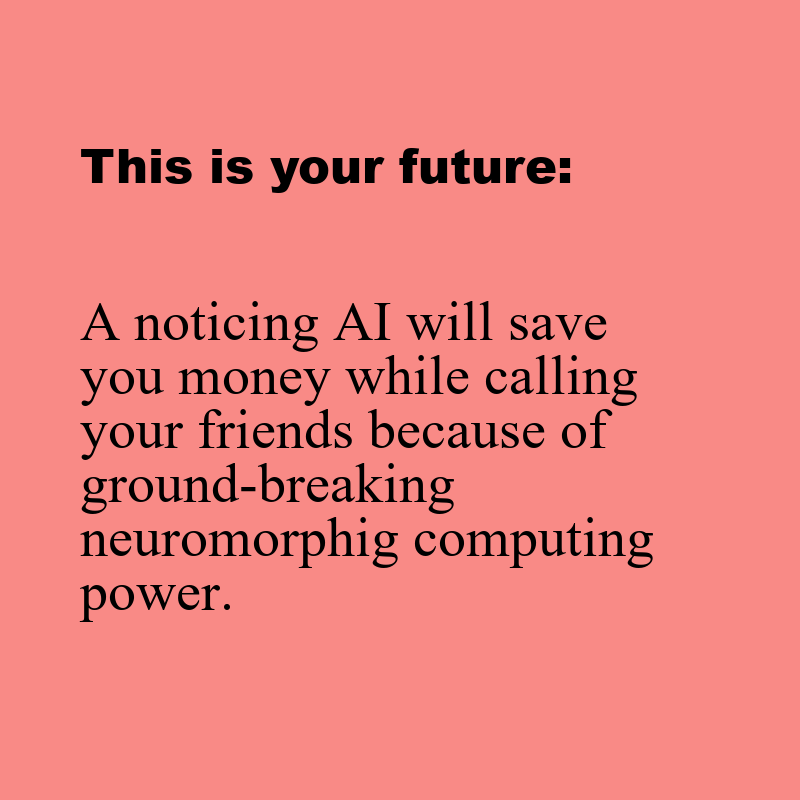 This is your future:
A noticing AI will save
you money while calling
your friends because of
ground-breaking
neuromorphig computing
power.